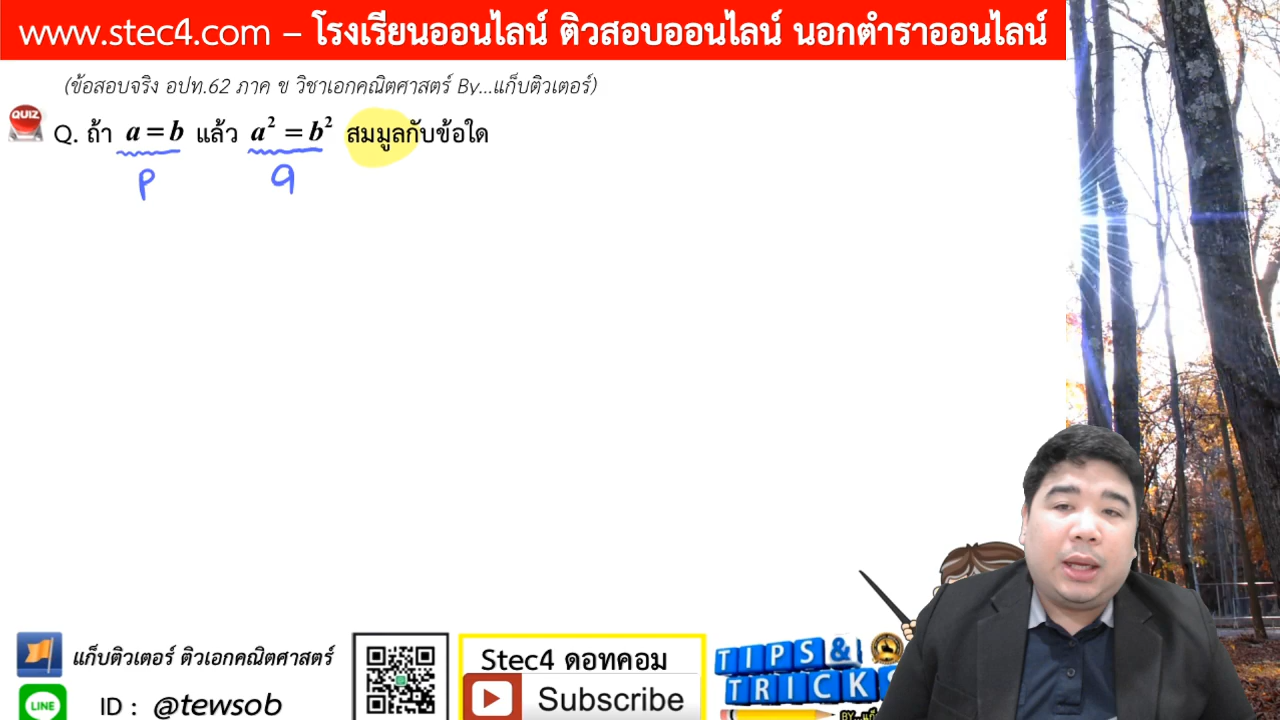 www.stec4.com – โรงเรียนออนไลน์ ติวสอบออนไลน์ นอกตำราออนไลน์
(ข้อสอบจริง อปท.62 ภาค ข วิชาเอกคณิตศาสตร์ By...แก็บติวเตอร์)
QUIZ
Q. ถ้า a = b แล้ว a² = b² สมมูลกับข้อใด
p q
แก็บติวเตอร์ ติวเอกคณิตศาสตร์
LINE ID : @tewsob
Stec4 ดอทคอม
Subscribe
TIPS &
TRICKS